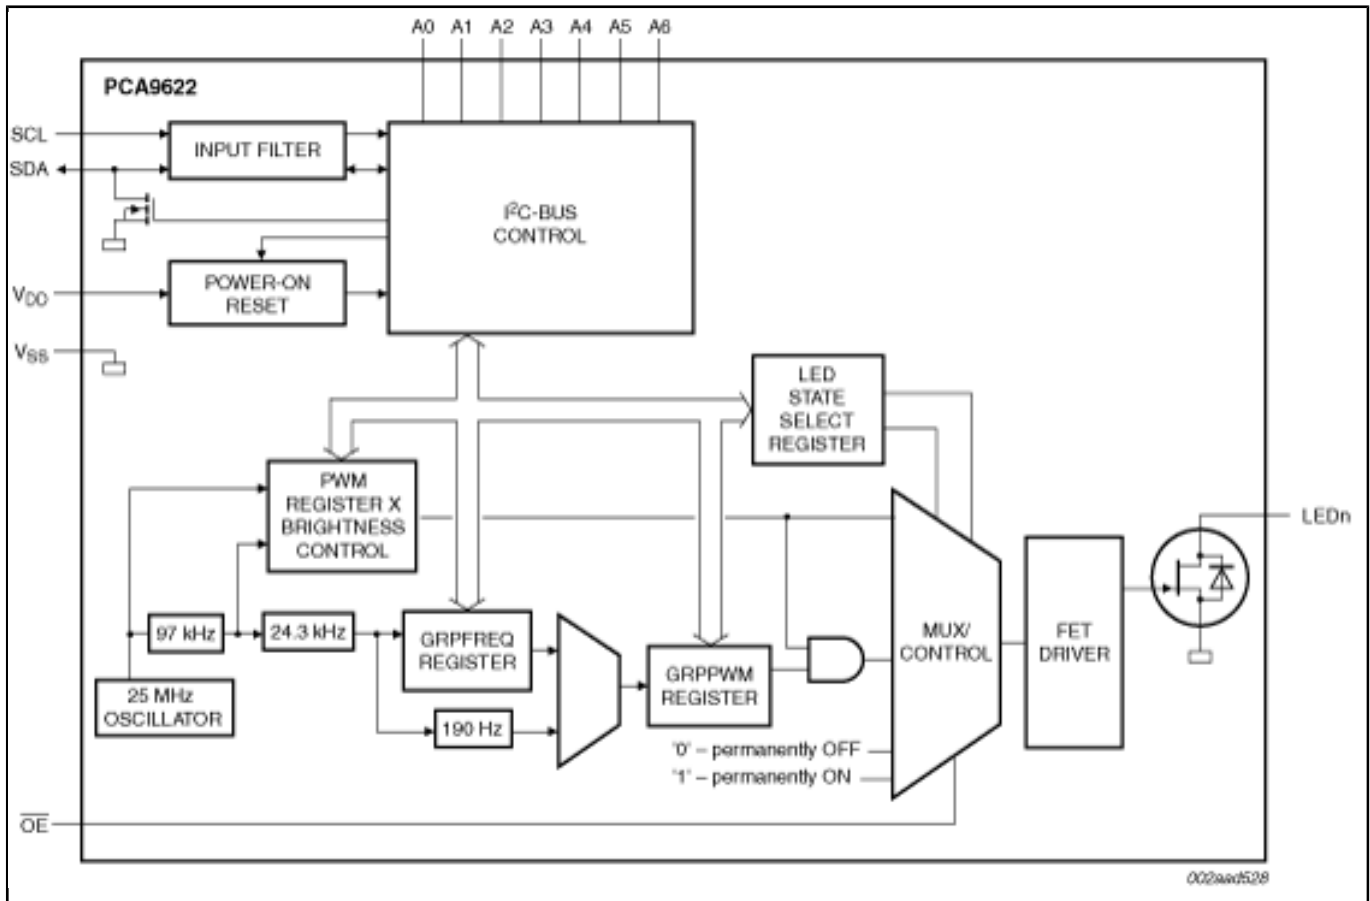 A0 A1 A2 A3 A4 A5 A6
PCA9622
SCL
SDA
INPUT FILTER
I²C-BUS
CONTROL
VDD
POWER-ON
RESET
VSS
LED
STATE
SELECT
REGISTER
PWM
REGISTER X
BRIGHTNESS
CONTROL
LEDn
97 kHz
24.3 kHz
GRPFREQ
REGISTER
MUX/
CONTROL
FET
DRIVER
GRPPWM
REGISTER
25 MHz
OSCILLATOR
190 Hz
'0' – permanently OFF
'1' – permanently ON
O̅E̅
002aad528